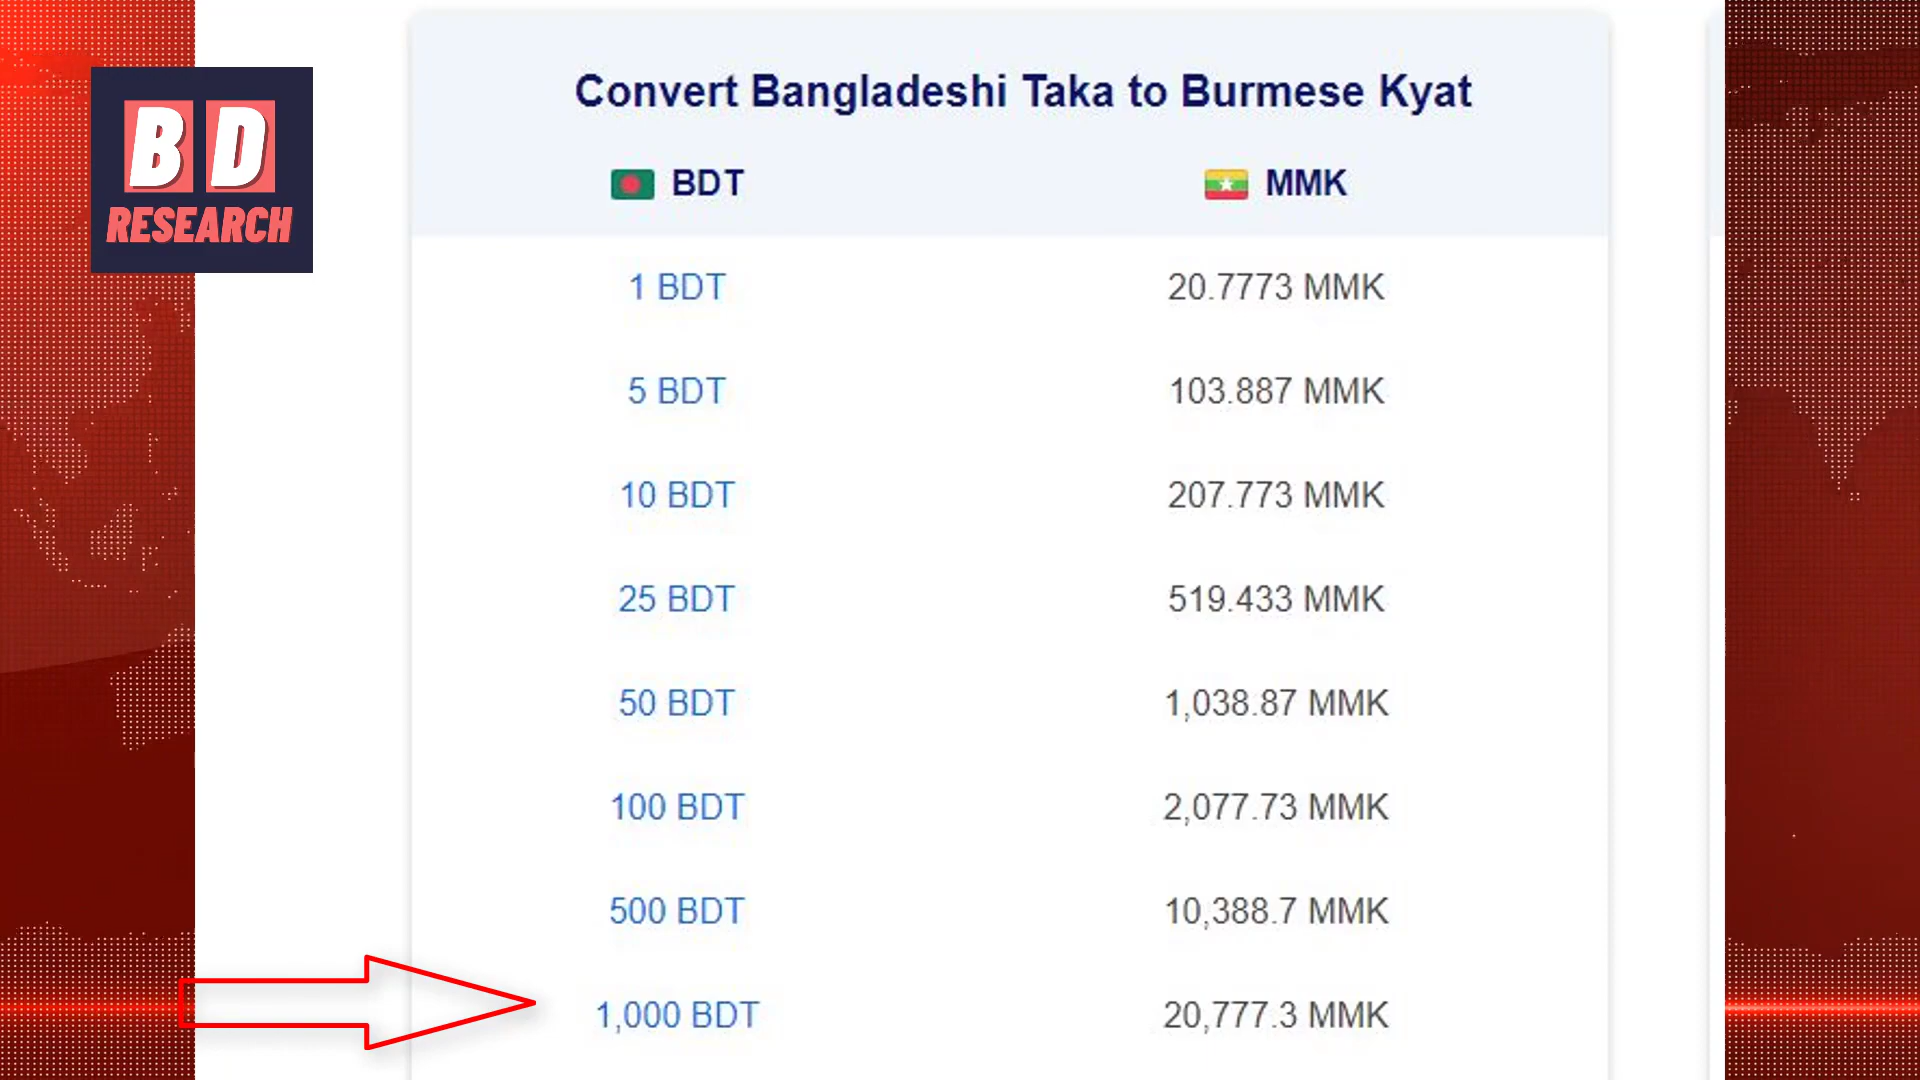 B D
RESEARCH
Convert Bangladeshi Taka to Burmese Kyat
BDT MMK
1 BDT 20.7773 MMK
5 BDT 103.887 MMK
10 BDT 207.773 MMK
25 BDT 519.433 MMK
50 BDT 1,038.87 MMK
100 BDT 2,077.73 MMK
500 BDT 10,388.7 MMK
1,000 BDT 20,777.3 MMK